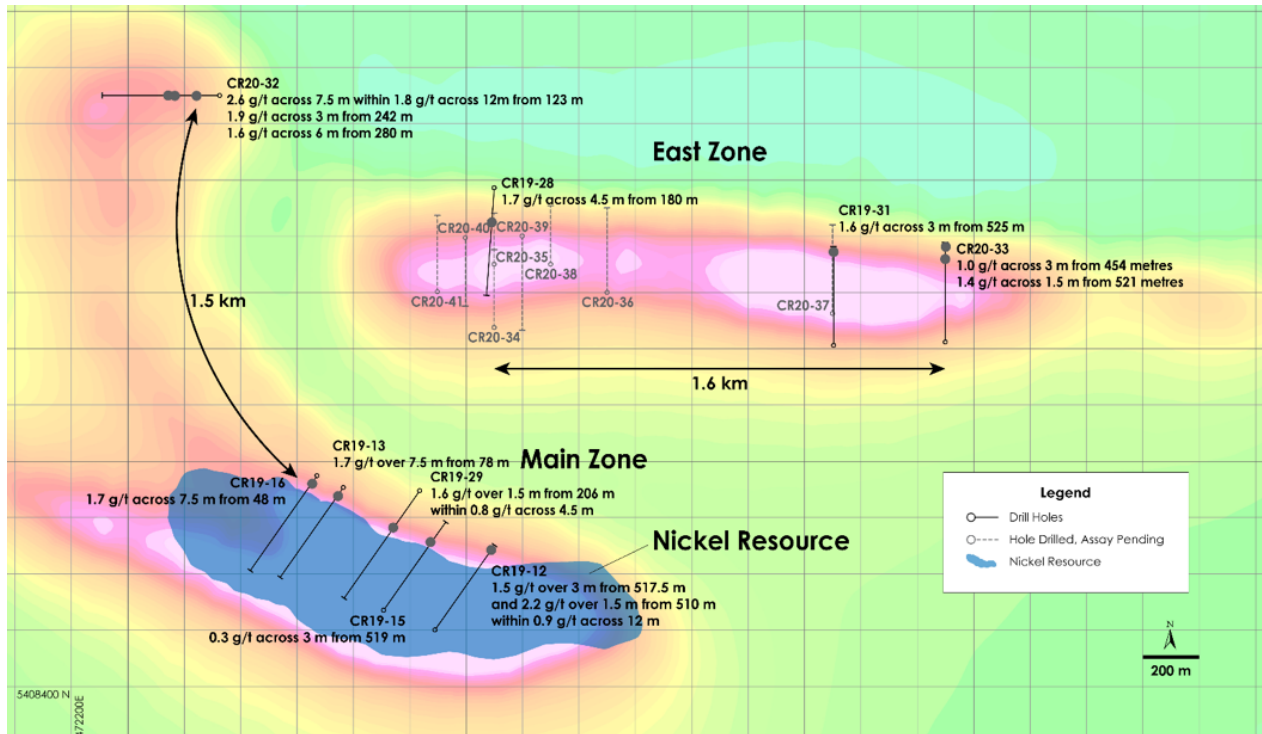 CR20-32
2.6 g/t across 7.5 m within 1.8 g/t across 12m from 123 m
1.9 g/t across 3 m from 242 m
1.6 g/t across 6 m from 280 m
East Zone
CR19-28
1.7 g/t across 4.5 m from 180 m
CR19-31
1.6 g/t across 3 m from 525 m
CR20-40
CR20-39
CR20-33
1.0 g/t across 3 m from 454 metres
1.4 g/t across 1.5 m from 521 metres
CR20-35
CR20-38
CR20-41
CR20-36
CR20-37
CR20-34
1.5 km
1.6 km
CR19-13
1.7 g/t over 7.5 m from 78 m
Main Zone
CR19-16
1.7 g/t across 7.5 m from 48 m
CR19-29
1.6 g/t over 1.5 m from 206 m
within 0.8 g/t across 4.5 m
Nickel Resource
CR19-12
1.5 g/t over 3 m from 517.5 m
and 2.2 g/t over 1.5 m from 510 m
within 0.9 g/t across 12 m
CR19-15
0.3 g/t across 3 m from 519 m
Legend
Drill Holes
Hole Drilled, Assay Pending
Nickel Resource
N
200 m
5408400 N
472200E